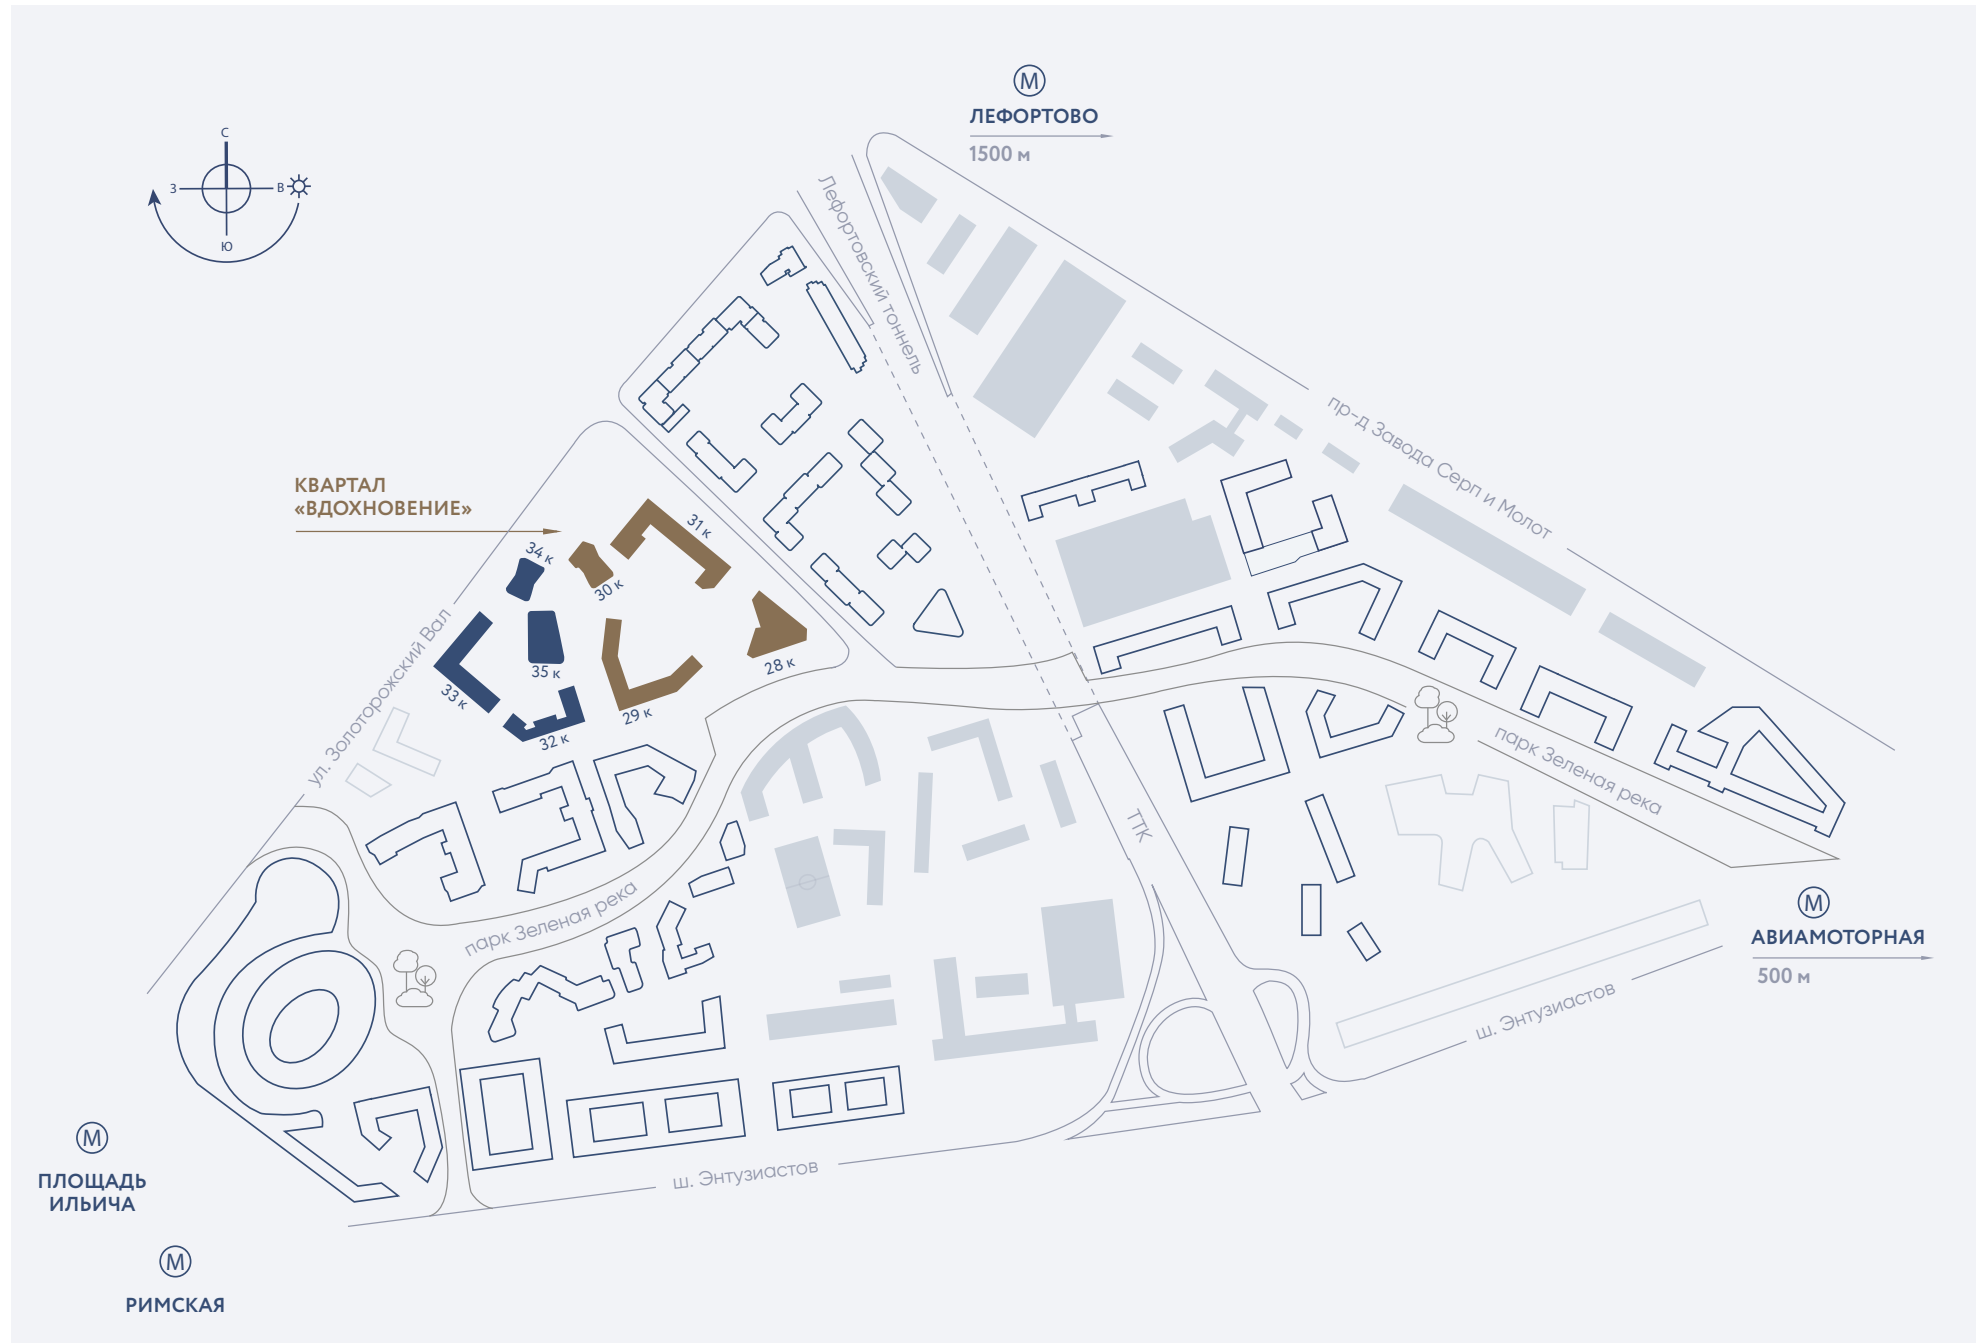 М
ЛЕФОРТОВО
1500 м
С
З
В
Ю
Лефортовский тоннель
пр-д Завода Серп и Молот
КВАРТАЛ
«ВДОХНОВЕНИЕ»
31 к
34 к
30 к
ул. Золоторожский Вал
28 к
35 к
33 к
29 к
32 к
парк Зеленая река
ТТК
парк Зеленая река
М
АВИАМОТОРНАЯ
500 м
ш. Энтузиастов
М
ПЛОЩАДЬ
ИЛЬИЧА
ш. Энтузиастов
М
РИМСКАЯ